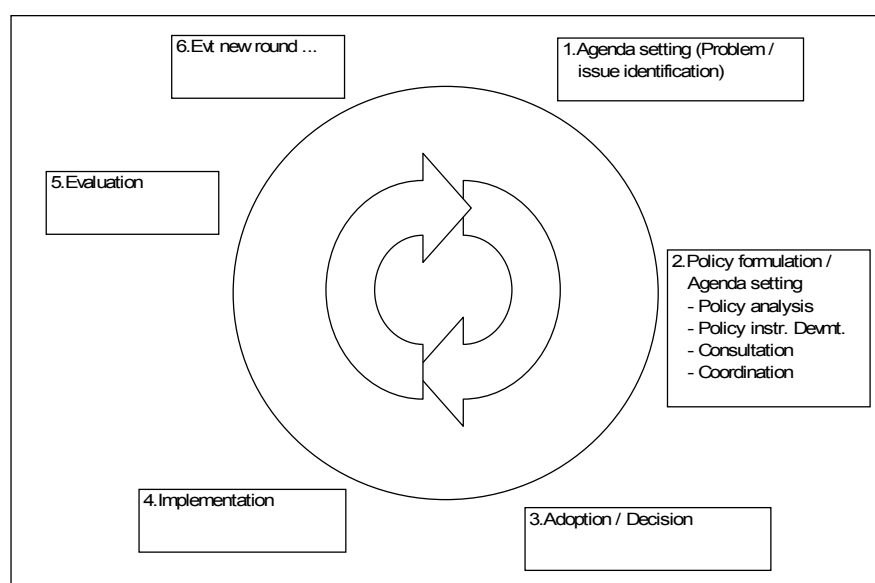 6.Evt new round ...
1.Agenda setting (Problem /
issue identification)
5.Evaluation
2.Policy formulation /
Agenda setting
- Policy analysis
- Policy instr. Devmt.
- Consultation
- Coordination
4.Implementation
3.Adoption / Decision